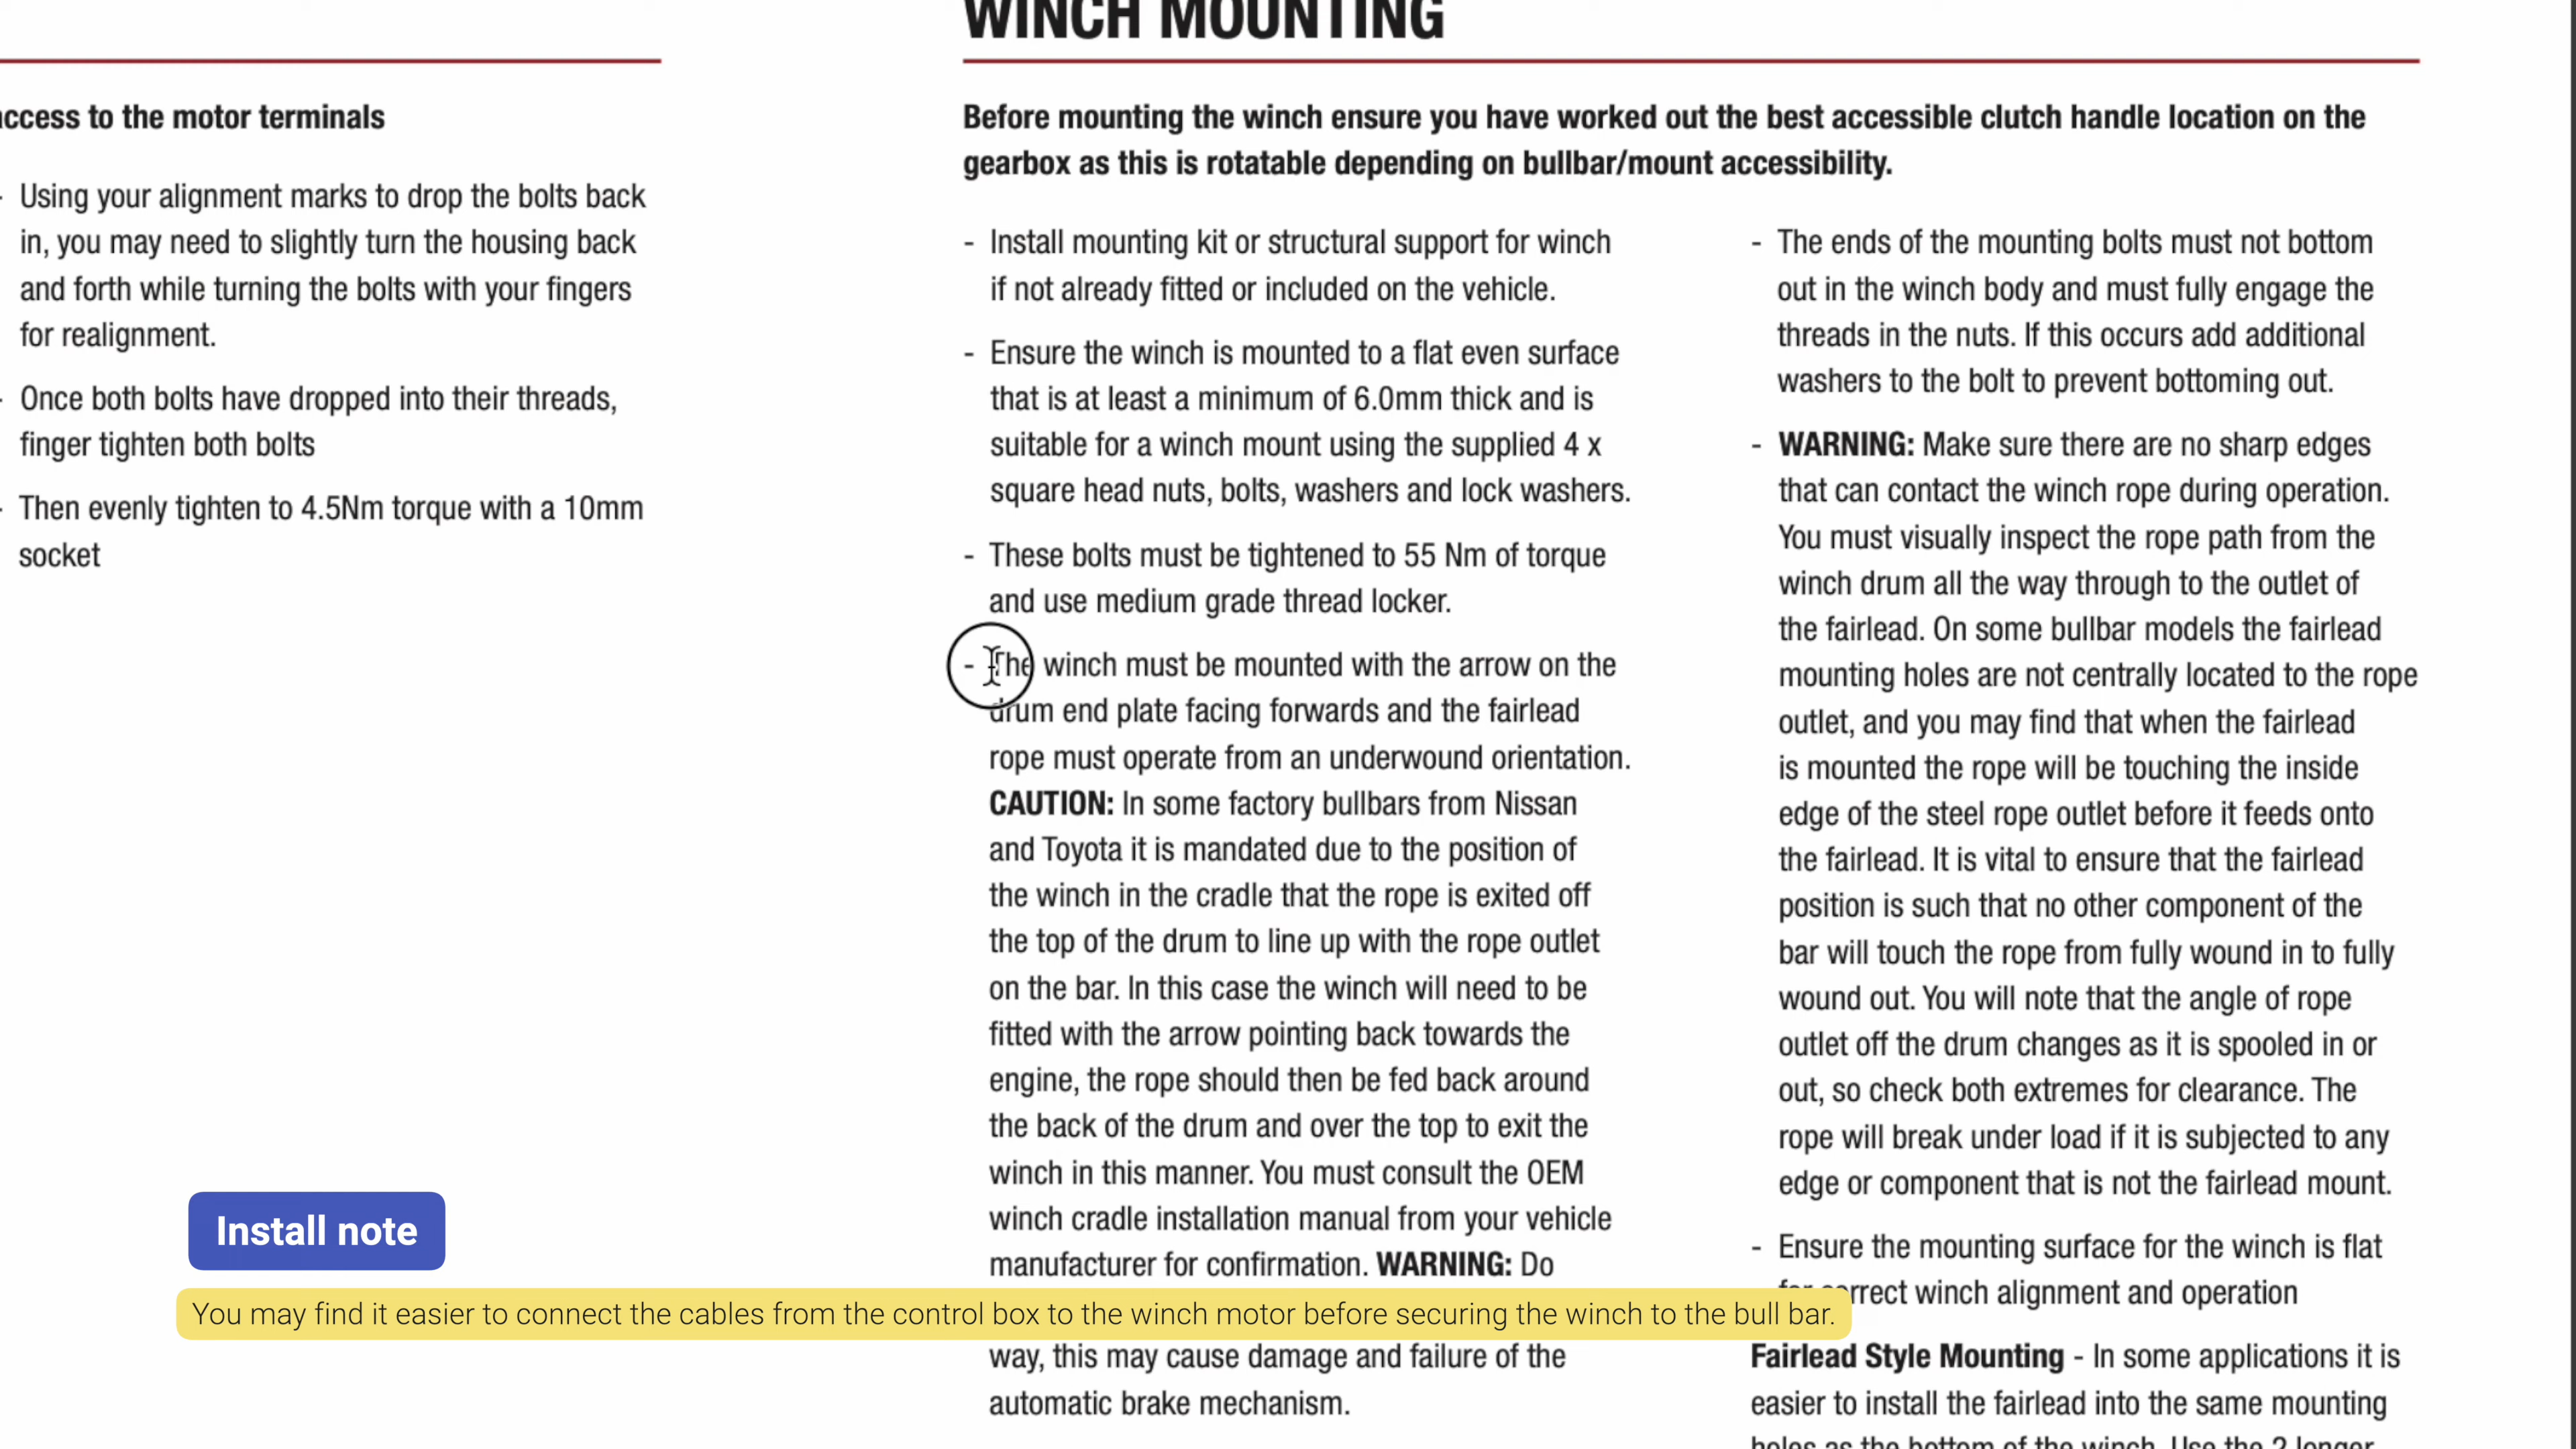 WINCH MOUNTING
access to the motor terminals
- Using your alignment marks to drop the bolts back
in, you may need to slightly turn the housing back
and forth while turning the bolts with your fingers
for realignment.
- Once both bolts have dropped into their threads,
finger tighten both bolts
- Then evenly tighten to 4.5Nm torque with a 10mm
socket
Before mounting the winch ensure you have worked out the best accessible clutch handle location on the
gearbox as this is rotatable depending on bullbar/mount accessibility.
- Install mounting kit or structural support for winch
if not already fitted or included on the vehicle.
- Ensure the winch is mounted to a flat even surface
that is at least a minimum of 6.0mm thick and is
suitable for a winch mount using the supplied 4 x
square head nuts, bolts, washers and lock washers.
- These bolts must be tightened to 55 Nm of torque
and use medium grade thread locker.
- The winch must be mounted with the arrow on the
drum end plate facing forwards and the fairlead
rope must operate from an underwound orientation.
CAUTION: In some factory bullbars from Nissan
and Toyota it is mandated due to the position of
the winch in the cradle that the rope is exited off
the top of the drum to line up with the rope outlet
on the bar. In this case the winch will need to be
fitted with the arrow pointing back towards the
engine, the rope should then be fed back around
the back of the drum and over the top to exit the
winch in this manner. You must consult the OEM
winch cradle installation manual from your vehicle
manufacturer for confirmation. WARNING: Do
way, this may cause damage and failure of the
automatic brake mechanism.
- The ends of the mounting bolts must not bottom
out in the winch body and must fully engage the
threads in the nuts. If this occurs add additional
washers to the bolt to prevent bottoming out.
- WARNING: Make sure there are no sharp edges
that can contact the winch rope during operation.
You must visually inspect the rope path from the
winch drum all the way through to the outlet of
the fairlead. On some bullbar models the fairlead
mounting holes are not centrally located to the rope
outlet, and you may find that when the fairlead
is mounted the rope will be touching the inside
edge of the steel rope outlet before it feeds onto
the fairlead. It is vital to ensure that the fairlead
position is such that no other component of the
bar will touch the rope from fully wound in to fully
wound out. You will note that the angle of rope
outlet off the drum changes as it is spooled in or
out, so check both extremes for clearance. The
rope will break under load if it is subjected to any
edge or component that is not the fairlead mount.
- Ensure the mounting surface for the winch is flat
for correct winch alignment and operation
Fairlead Style Mounting - In some applications it is
easier to install the fairlead into the same mounting
holes as the bottom of the winch. Use the 2 longer
Install note
You may find it easier to connect the cables from the control box to the winch motor before securing the winch to the bull bar.